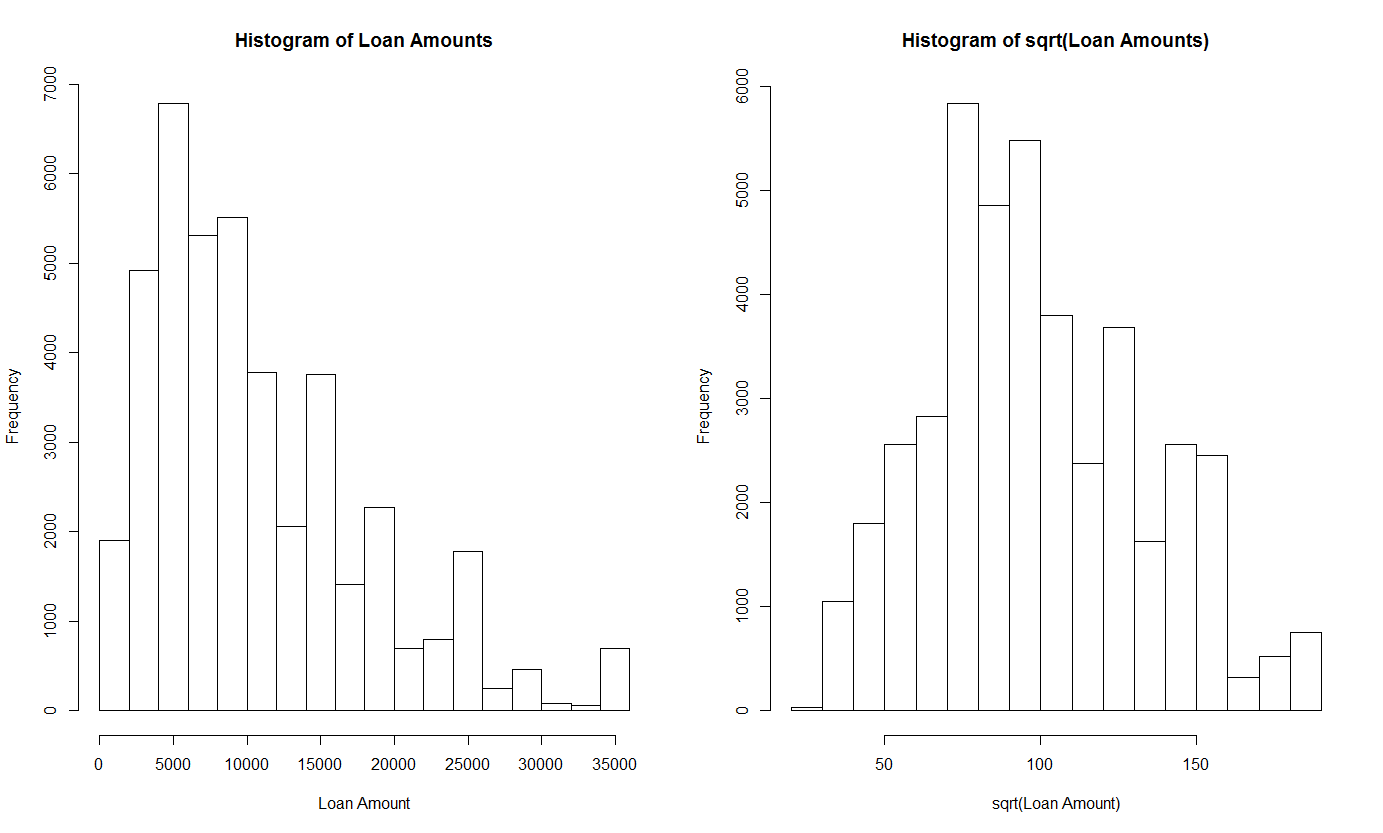 Histogram of Loan Amounts
Frequency
7000
6000
5000
4000
3000
2000
1000
0
0 5000 10000 15000 20000 25000 30000 35000
Loan Amount
Histogram of sqrt(Loan Amounts)
Frequency
6000
5000
4000
3000
2000
1000
0
50 100 150
sqrt(Loan Amount)